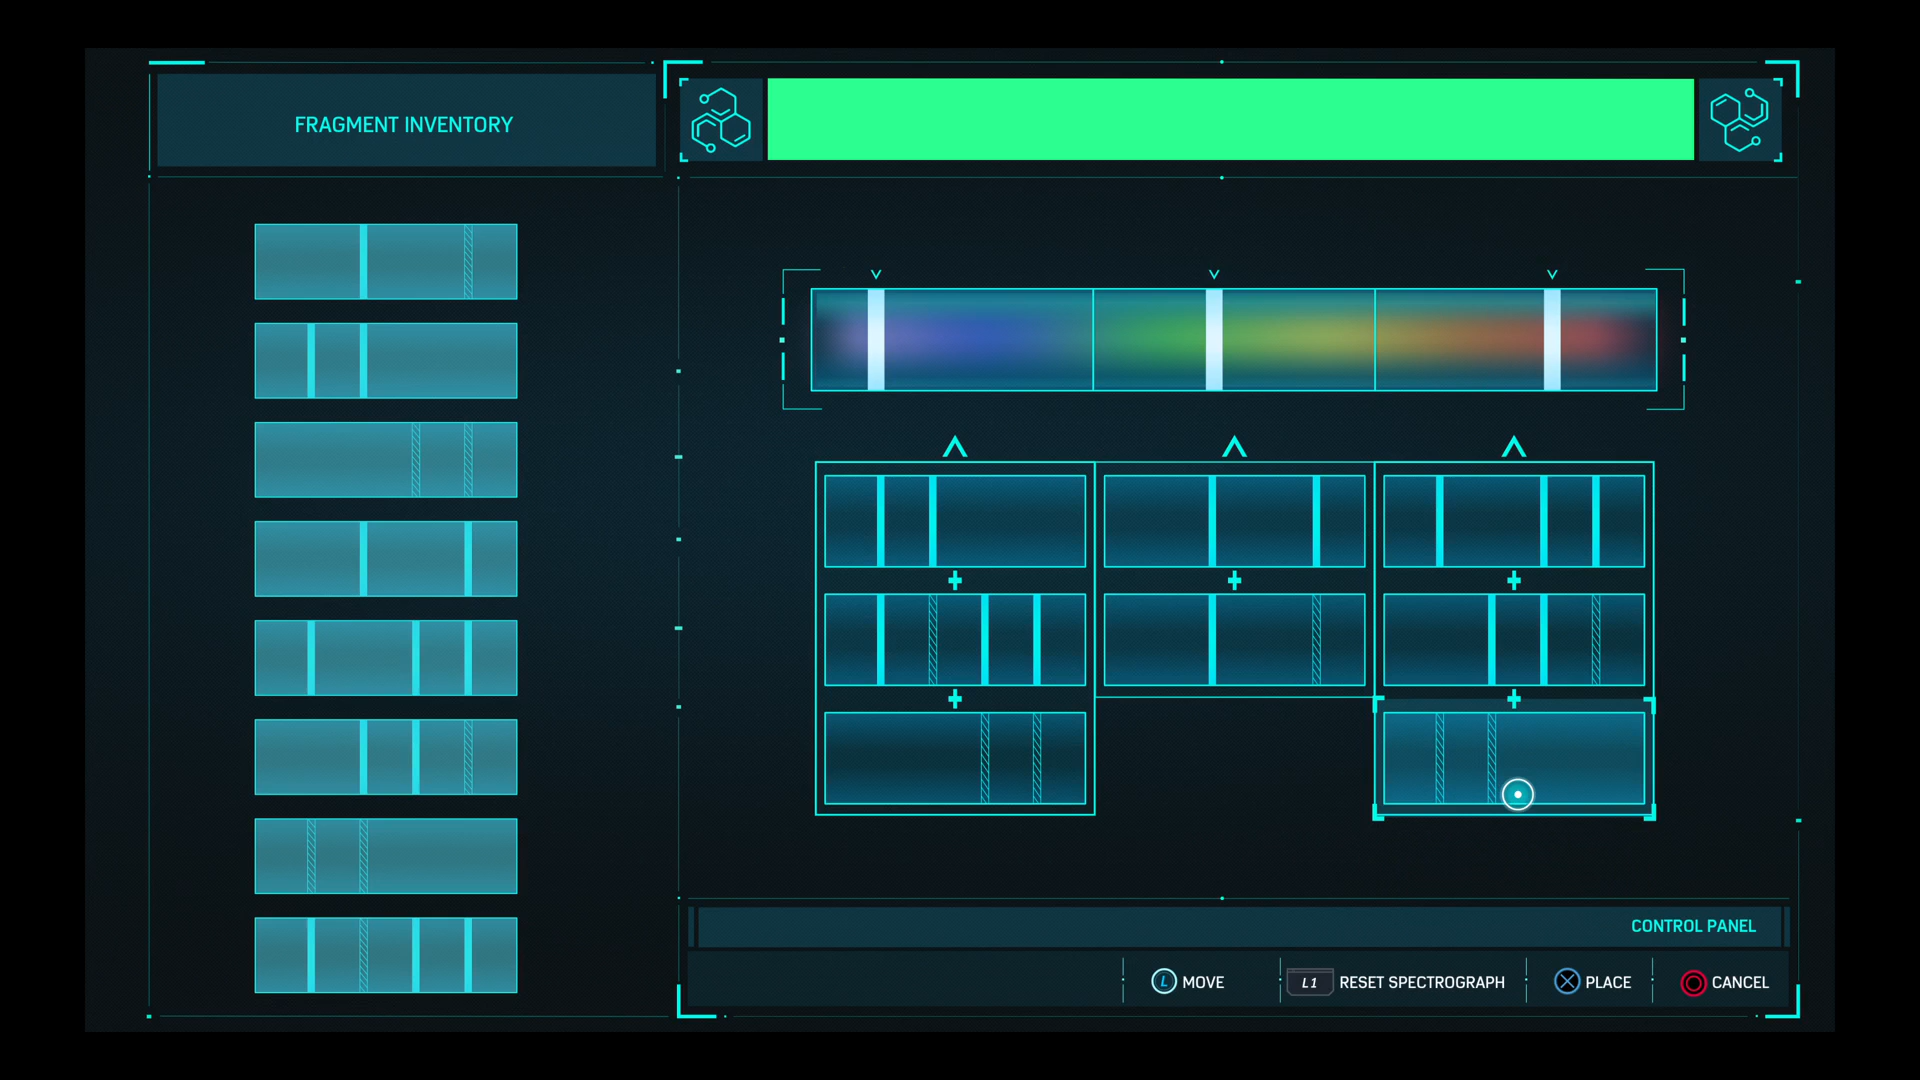 FRAGMENT INVENTORY
CONTROL PANEL
L MOVE
L1 RESET SPECTROGRAPH
PLACE
CANCEL